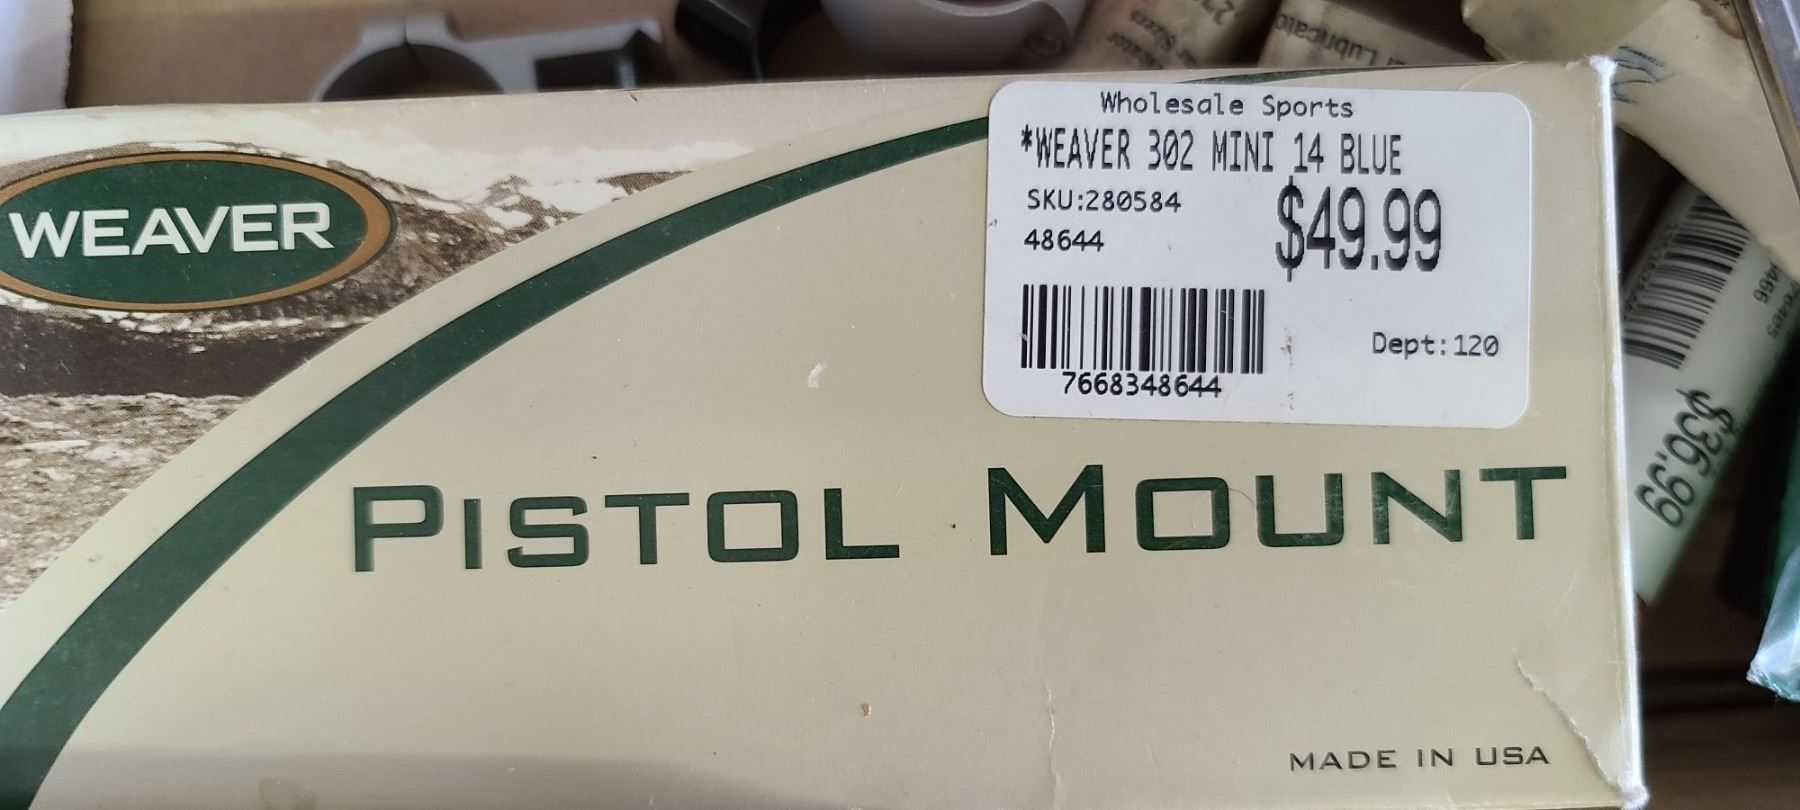 WEAVER
Wholesale Sports
*WEAVER 302 MINI 14 BLUE
SKU:280584
$49.99
48644
Dept:120
7668348644
PISTOL MOUNT
MADE IN USA
$36.99
Lubricator